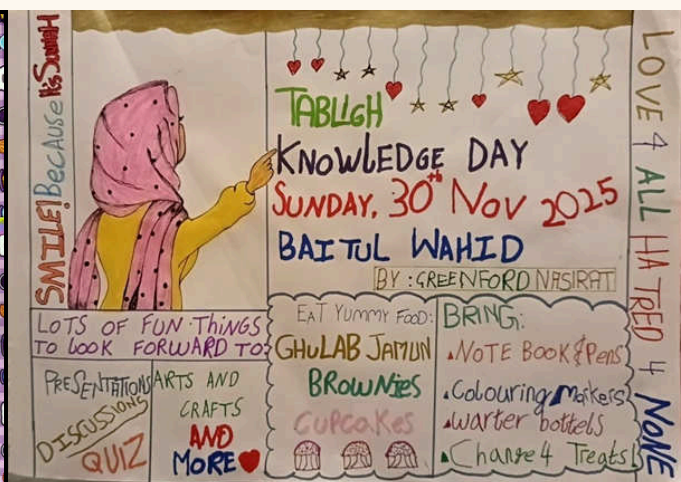 SMILE! BECAUSE It's SunnaH
TABLIGH
KNOWLEDGE DAY
SUNDAY, 30th Nov 2025
BAITUL WAHID
BY: GREENFORD NASIRAT
LOVE 4 ALL HATRED 4 NONE
LOTS OF FUN THiNGS
TO LOOK FORWARD TO:
PRESENTATIONS
DISCUSSIONS
QUIZ
ARTS AND
CRAFTS
AND
MORE
EAT YUMMY FOOD:
GHULAB JAMUN
BROWNIES
CUPCAKES
BRING:
NOTE BOOK & Pens
Colouring Markers
Warter bottels
Change 4 Treats!